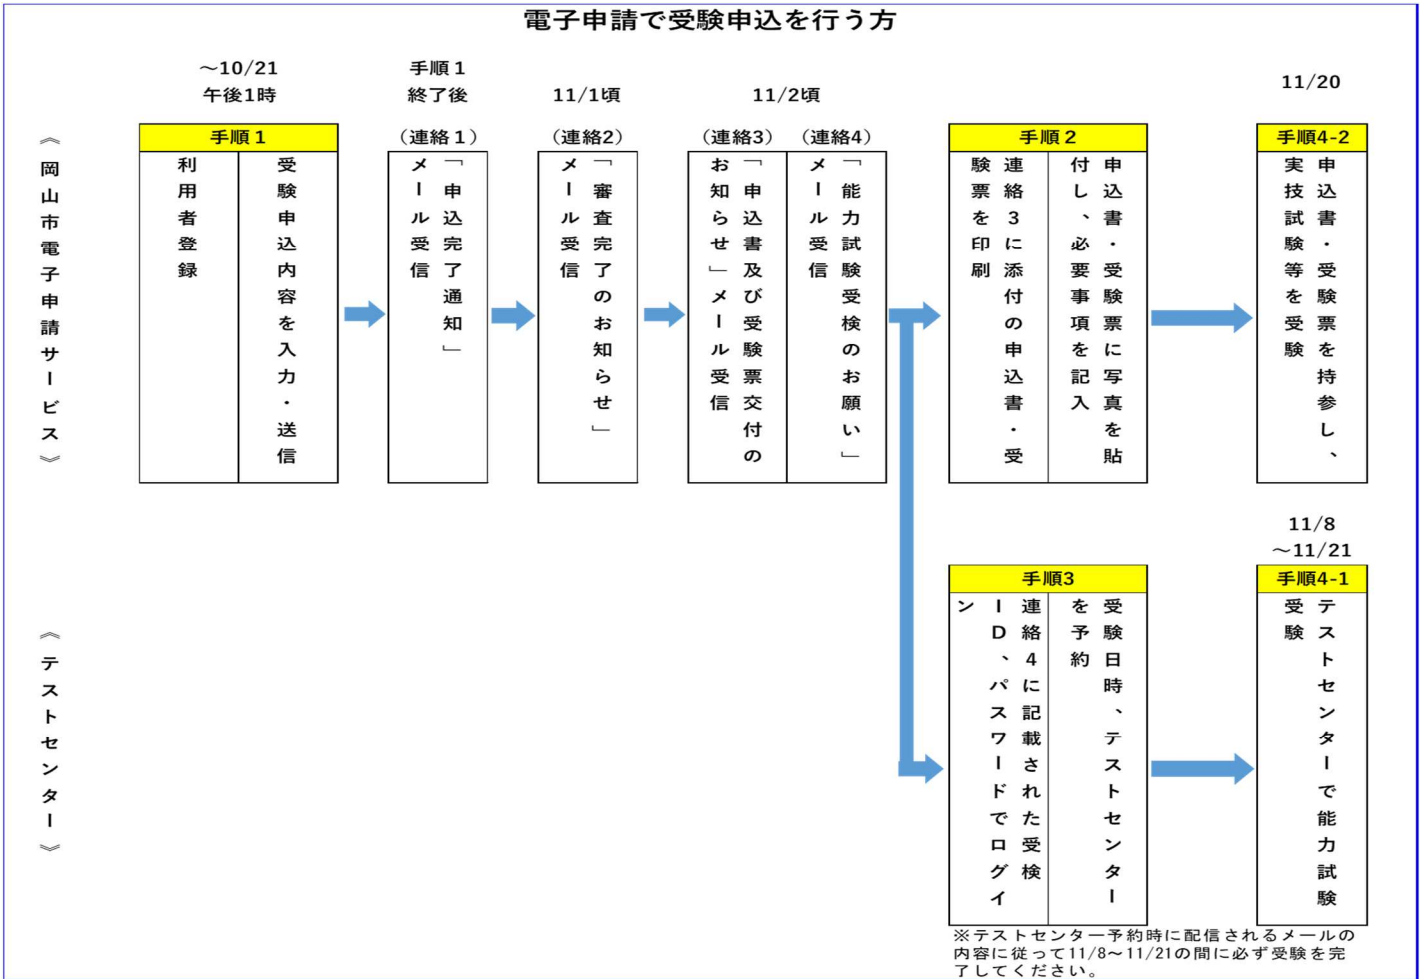 電子申請で受験申込を行う方
～10/21
午後1時
手順1
終了後
11/1頃
11/2頃
11/20
《岡山市電子申請サービス》
手順1
利用者登録
受験申込内容を入力・送信
（連絡1）
「申込完了通知」
メール受信
（連絡2）
「審査完了のお知らせ」
メール受信
（連絡3）
「申込書及び受験票交付の
お知らせ」メール受信
（連絡4）
「能力試験受検のお願い」
メール受信
手順2
連絡3に添付の申込書・受
験票を印刷
申込書・受験票に写真を貼
付し、必要事項を記入
手順4-2
申込書・受験票を持参し、
実技試験等を受験
《テストセンター》
手順3
連絡4に記載された受検
ID、パスワードでログイ
ン
受験日時、テストセンター
を予約
11/8
～11/21
手順4-1
テストセンターで能力試験
受験
※テストセンター予約時に配信されるメールの
内容に従って11/8～11/21の間に必ず受験を完
了してください。